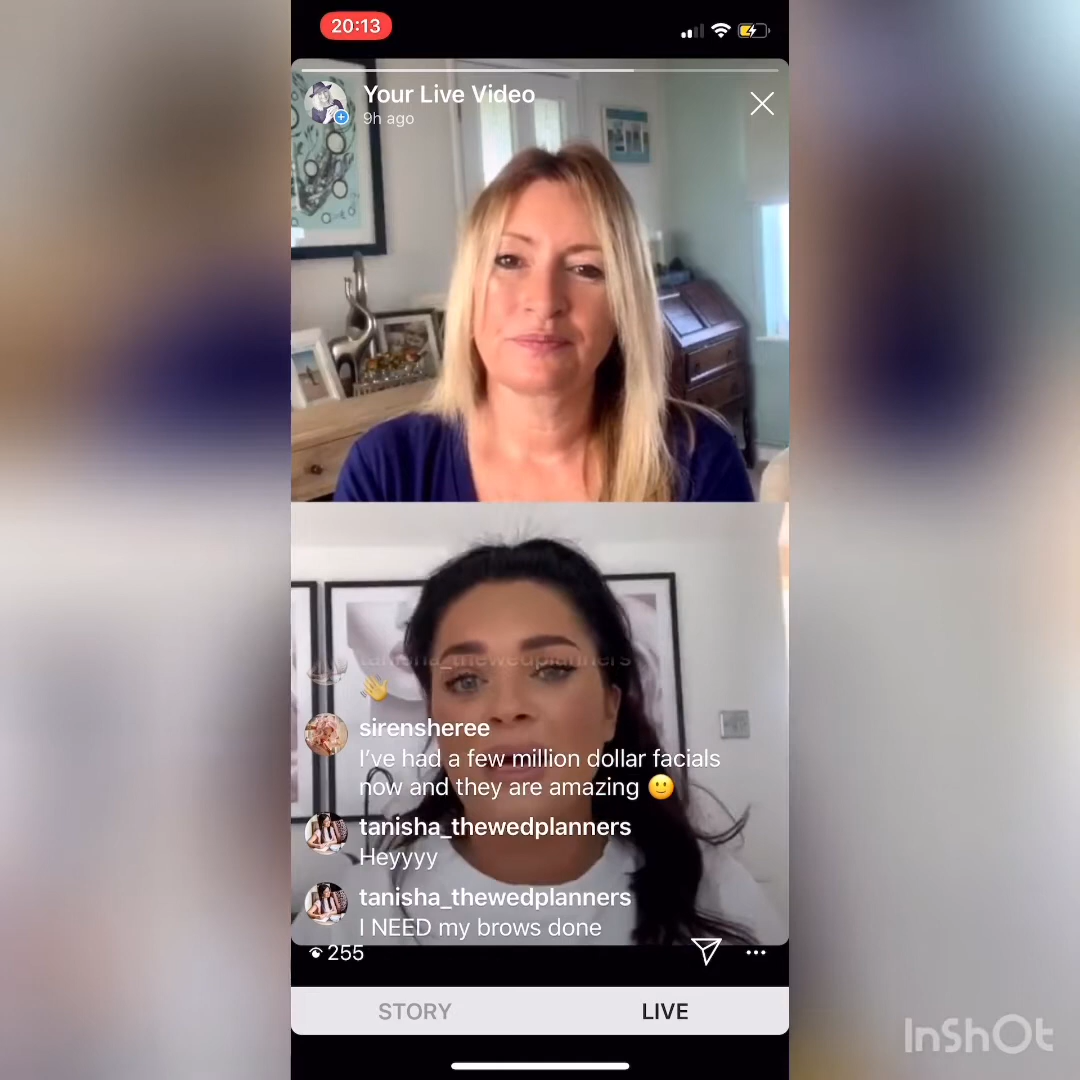 20:13
Your Live Video
9h ago
tanisha_thewedplanners
👋
sirensheree
I've had a few million dollar facials
now and they are amazing 🙂
tanisha_thewedplanners
Heyyyy
tanisha_thewedplanners
I NEED my brows done
255
STORY
LIVE
InShOt